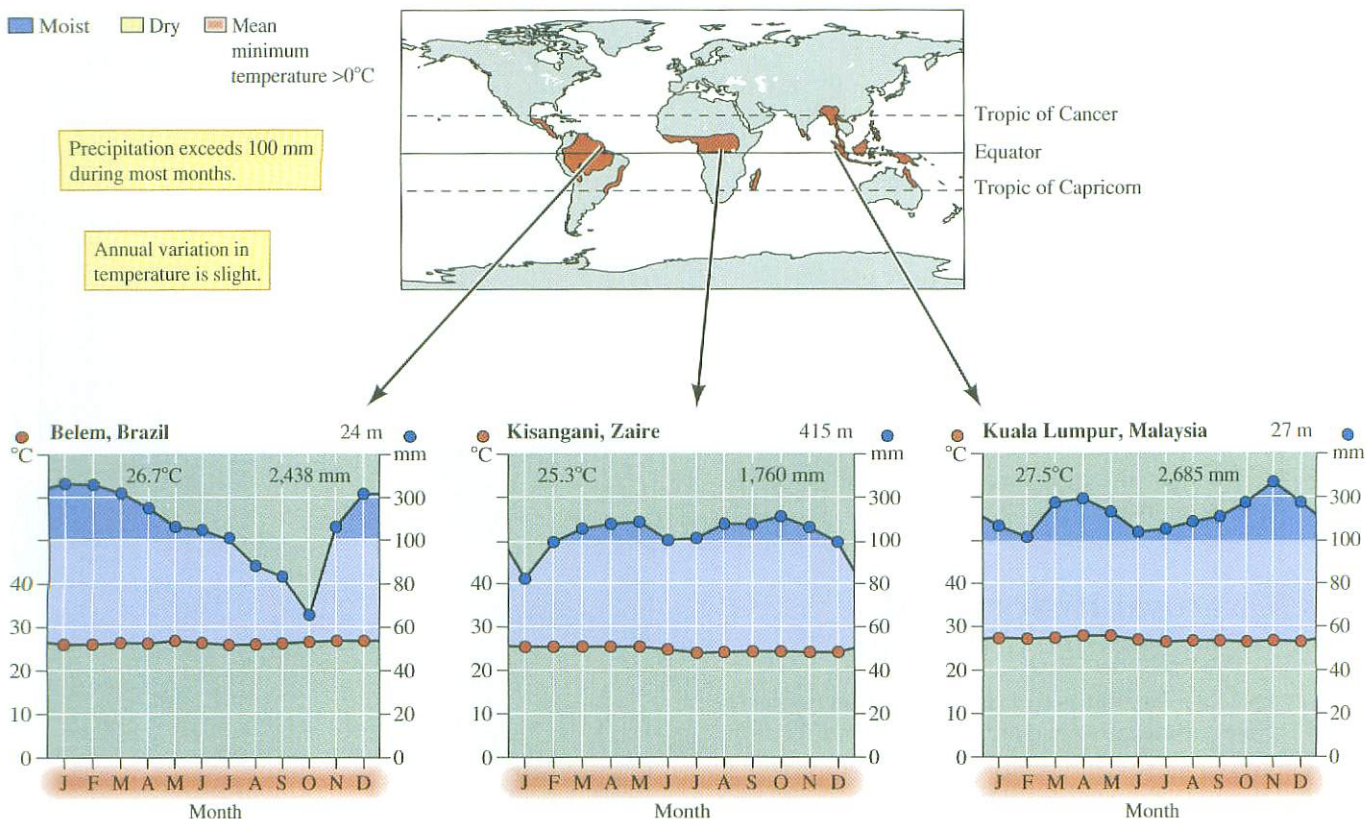 Moist Dry Mean
minimum
temperature >0°C
Precipitation exceeds 100 mm
during most months.
Annual variation in
temperature is slight.
Tropic of Cancer
Equator
Tropic of Capricorn
Belem, Brazil 24 m
°C mm
26.7°C 2,438 mm
300
100
40 80
30 60
20 40
10 20
0 0
J F M A M J J A S O N D
Month
Kisangani, Zaire 415 m
°C mm
25.3°C 1,760 mm
300
100
40 80
30 60
20 40
10 20
0 0
J F M A M J J A S O N D
Month
Kuala Lumpur, Malaysia 27 m
°C mm
27.5°C 2,685 mm
300
100
40 80
30 60
20 40
10 20
0 0
J F M A M J J A S O N D
Month